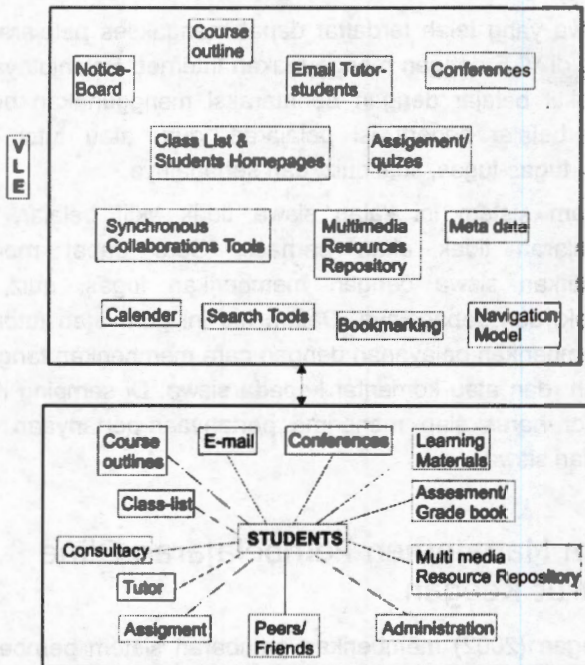 Course
outline
Notice-
Board
Email Tutor-
students
Conferences
V
L
E
Class List &
Students Homepages
Assigement/
quizes
Synchronous
Collaborations Tools
Multimedia
Resources
Repository
Meta data
Calender
Search Tools
Bookmarking
Navigation
Model
Course
outlines
E-mail
Conferences
Learning
Materials
Class-list
Assesment/
Grade book
STUDENTS
Consultacy
Multi media
Resource Repository
Tutor
Assigment
Peers/
Friends
Administration